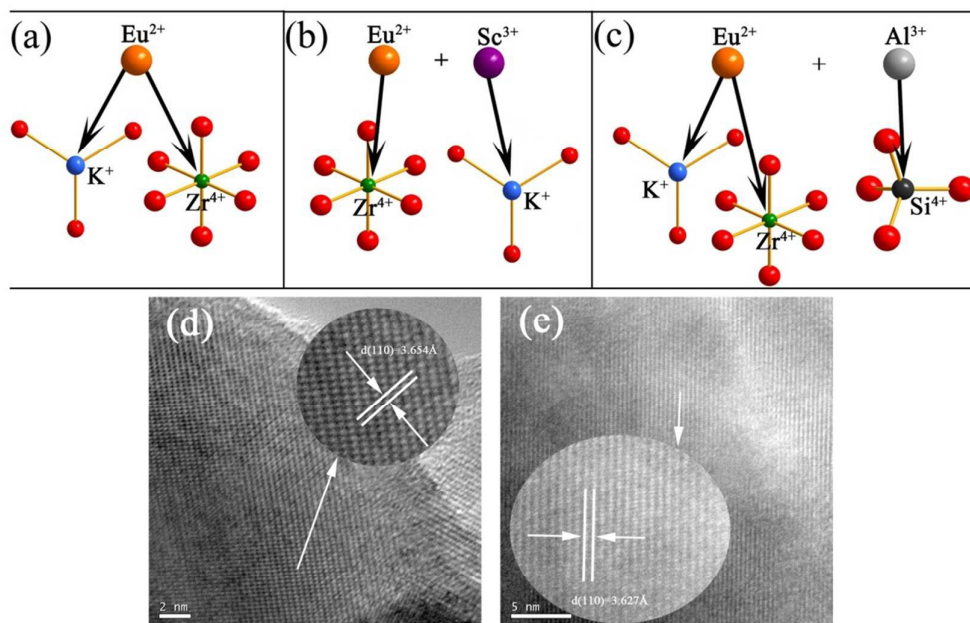 (a)
Eu²⁺
K⁺
Zr⁴⁺
(b)
Eu²⁺
+
Sc³⁺
Zr⁴⁺
K⁺
(c)
Eu²⁺
+
Al³⁺
K⁺
Zr⁴⁺
Si⁴⁺
(d)
d(110)=3.654Å
2 nm
(e)
d(110)=3.627Å
5 nm